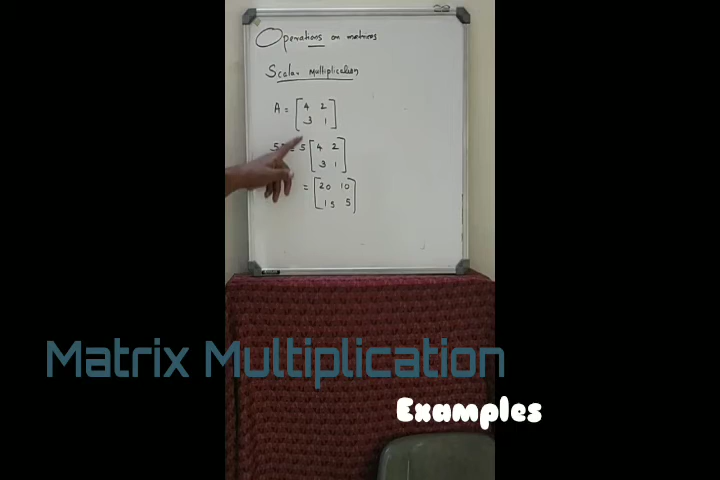 Operations on matrices
Scalar Multiplication
A = [ 4 2
3 1 ]
= 5 [ 4 2
3 1 ]
= [ 20 10
15 5 ]
Matrix Multiplication
Examples